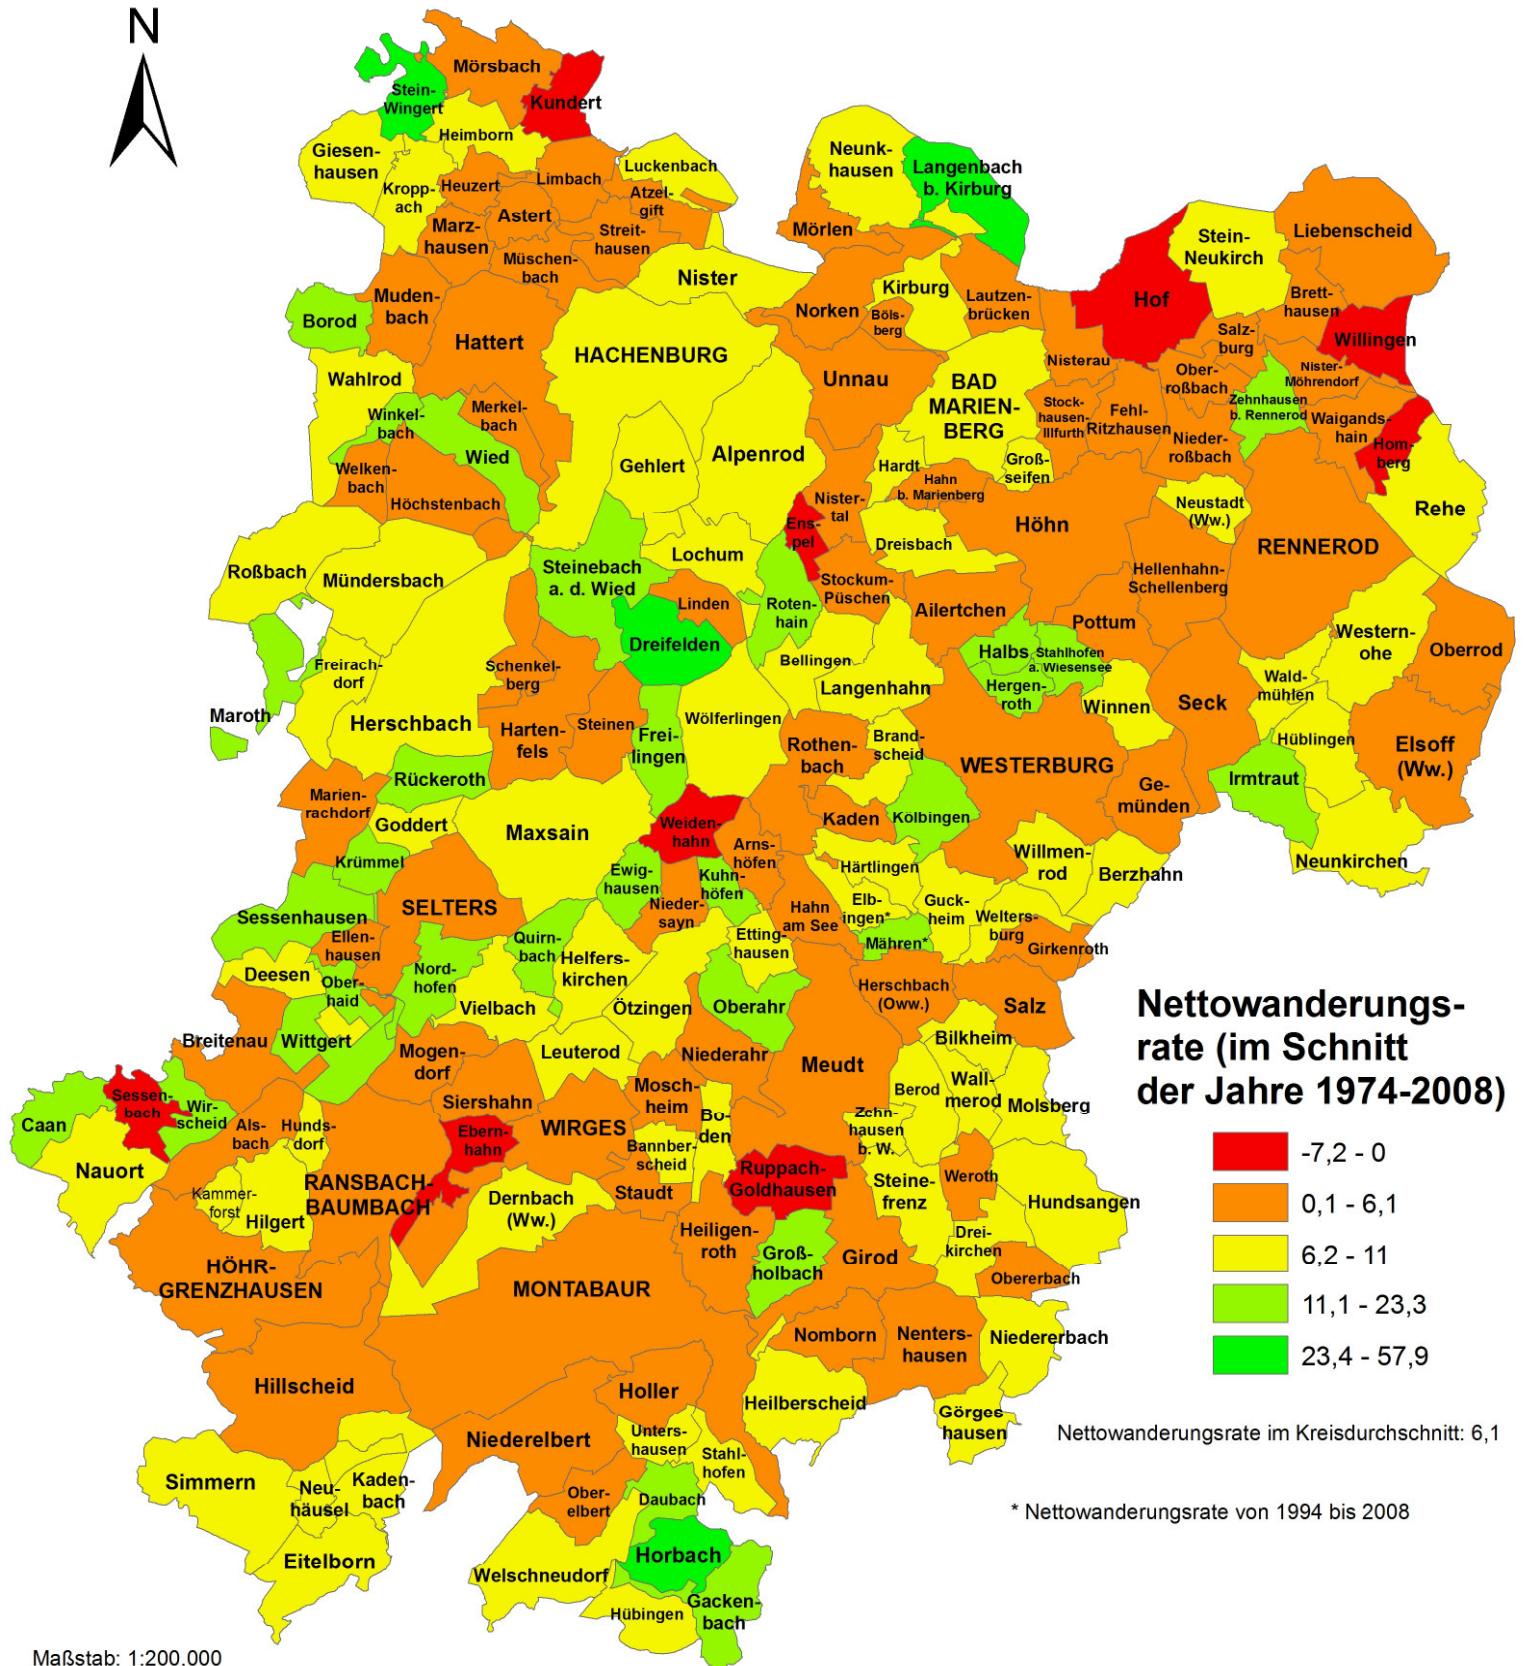 N
Mörsbach
Stein-
Wingert
Kundert
Heimborn
Giesen-
hausen
Kropp-
ach
Heuzert
Limbach
Luckenbach
Atzel-
gift
Astert
Marz-
hausen
Streit-
hausen
Müschen-
bach
Neunk-
hausen
Langenbach
b. Kirburg
Mörlen
Stein-
Neukirch
Liebenscheid
Nister
Kirburg
Lautzen-
brücken
Hof
Brett-
hausen
Muden-
bach
Borod
Hattert
Norken
Böls-
berg
Salz-
burg
Willingen
HACHENBURG
Nisterau
Wahlrod
Unnau
BAD
MARIEN-
BERG
Ober-
roßbach
Nister-
Möhrendorf
Winkel-
bach
Merkel-
bach
Stock-
hausen-
Illfurth
Fehl-
Ritzhausen
Zehnhausen
b. Rennerod
Waigands-
hain
Hom-
berg
Wied
Gehlert
Alpenrod
Hardt
Groß-
seifen
Nieder-
roßbach
Welken-
bach
Höchstenbach
Hahn
b. Marienberg
Nister-
tal
Neustadt
(Ww.)
Rehe
Ens-
pel
Höhn
Dreisbach
RENNEROD
Roßbach
Mündersbach
Steinebach
a. d. Wied
Lochum
Hellenhahn-
Schellenberg
Stockum-
Püschen
Linden
Roten-
hain
Ailertchen
Pottum
Dreifelden
Western-
ohe
Oberrod
Freirach-
dorf
Schenkel-
berg
Bellingen
Halbs
Stahlhofen
a. Wiesensee
Langenhahn
Hergen-
roth
Winnen
Seck
Wald-
mühlen
Maroth
Herschbach
Harten-
fels
Steinen
Frei-
lingen
Wölferlingen
Rothen-
bach
Brand-
scheid
Hüblingen
Elsoff
(Ww.)
Rückeroth
WESTERBURG
Irmtraut
Marien-
rachdorf
Ge-
münden
Goddert
Maxsain
Weiden-
hahn
Kaden
Kölbingen
Arns-
höfen
Krümmel
Ewig-
hausen
Kuhn-
höfen
Härtlingen
Willmen-
rod
Berzhahn
Neunkirchen
SELTERS
Nieder-
sayn
Hahn
am See
Elb-
ingen*
Guck-
heim
Welters-
burg
Sessenhausen
Ellen-
hausen
Quirn-
bach
Etting-
hausen
Mähren*
Girkenroth
Deesen
Nord-
hofen
Helfers-
kirchen
Ober-
haid
Herschbach
(Oww.)
Salz
Vielbach
Ötzingen
Oberahr
Nettowanderungs-
rate (im Schnitt
der Jahre 1974-2008)
Breitenau
Wittgert
Mogen-
dorf
Leuterod
Niederahr
Meudt
Bilkheim
Sessen-
bach
Wir-
scheid
Siershahn
Mosch-
heim
Berod
Wall-
merod
Molsberg
Caan
Als-
bach
Hunds-
dorf
Ebern-
hahn
WIRGES
Bo-
den
Zehn-
hausen
b. W.
-7,2 - 0
Nauort
Bannber-
scheid
RANSBACH-
BAUMBACH
Ruppach-
Goldhausen
Steine-
frenz
Weroth
Kammer-
forst
Hilgert
Dernbach
(Ww.)
Staudt
Hundsangen
0,1 - 6,1
Heiligen-
roth
Groß-
holbach
Girod
Drei-
kirchen
6,2 - 11
HÖHR-
GRENZHAUSEN
MONTABAUR
Obererbach
11,1 - 23,3
Nomborn
Nenters-
hausen
Niedererbach
23,4 - 57,9
Hillscheid
Holler
Heilberscheid
Görges
hausen
Nettowanderungsrate im Kreisdurchschnitt: 6,1
Niederelbert
Unters-
hausen
Stahl-
hofen
Simmern
Neu-
häusel
Kaden-
bach
Ober-
elbert
Daubach
* Nettowanderungsrate von 1994 bis 2008
Eitelborn
Horbach
Welschneudorf
Hübingen
Gacken-
bach
Maßstab: 1:200.000